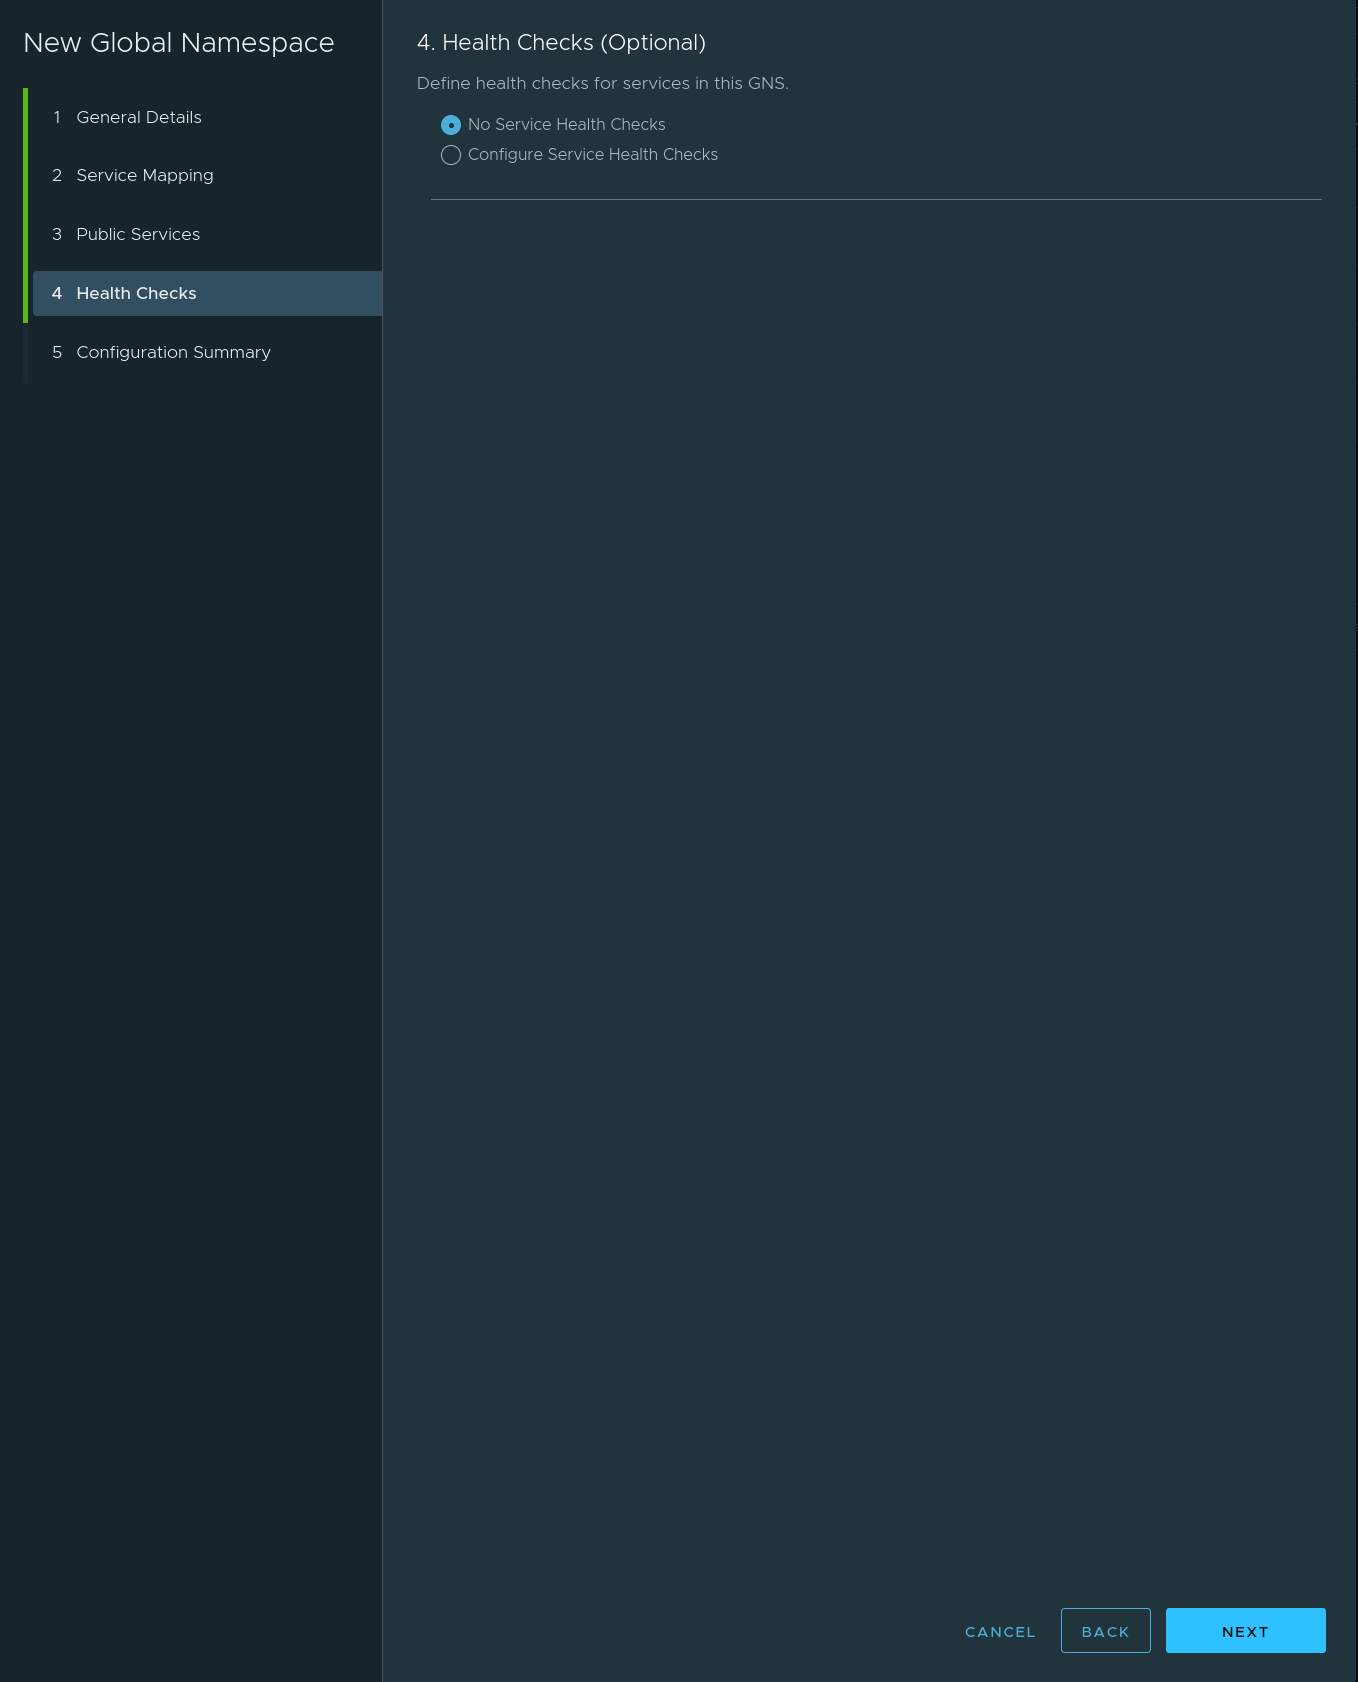 New Global Namespace
1 General Details
2 Service Mapping
3 Public Services
4 Health Checks
5 Configuration Summary
4. Health Checks (Optional)
Define health checks for services in this GNS.
No Service Health Checks
Configure Service Health Checks
CANCEL
BACK
NEXT